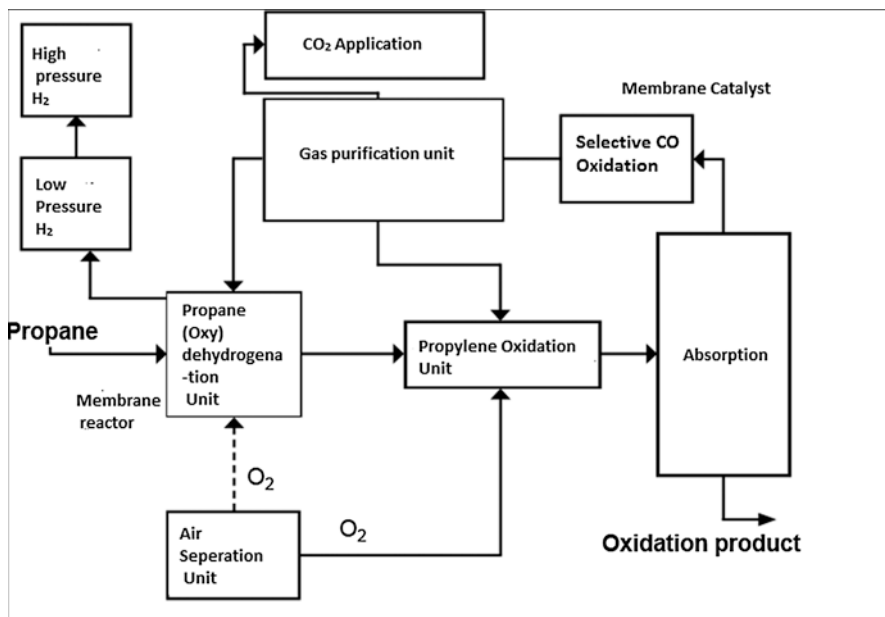 CO₂ Application
High
pressure
H₂
Membrane Catalyst
Gas purification unit
Selective CO
Oxidation
Low
Pressure
H₂
Propane
Propane
(Oxy)
dehydrogena
-tion
Unit
Propylene Oxidation
Unit
Absorption
Membrane
reactor
O₂
O₂
Air
Seperation
Unit
Oxidation product